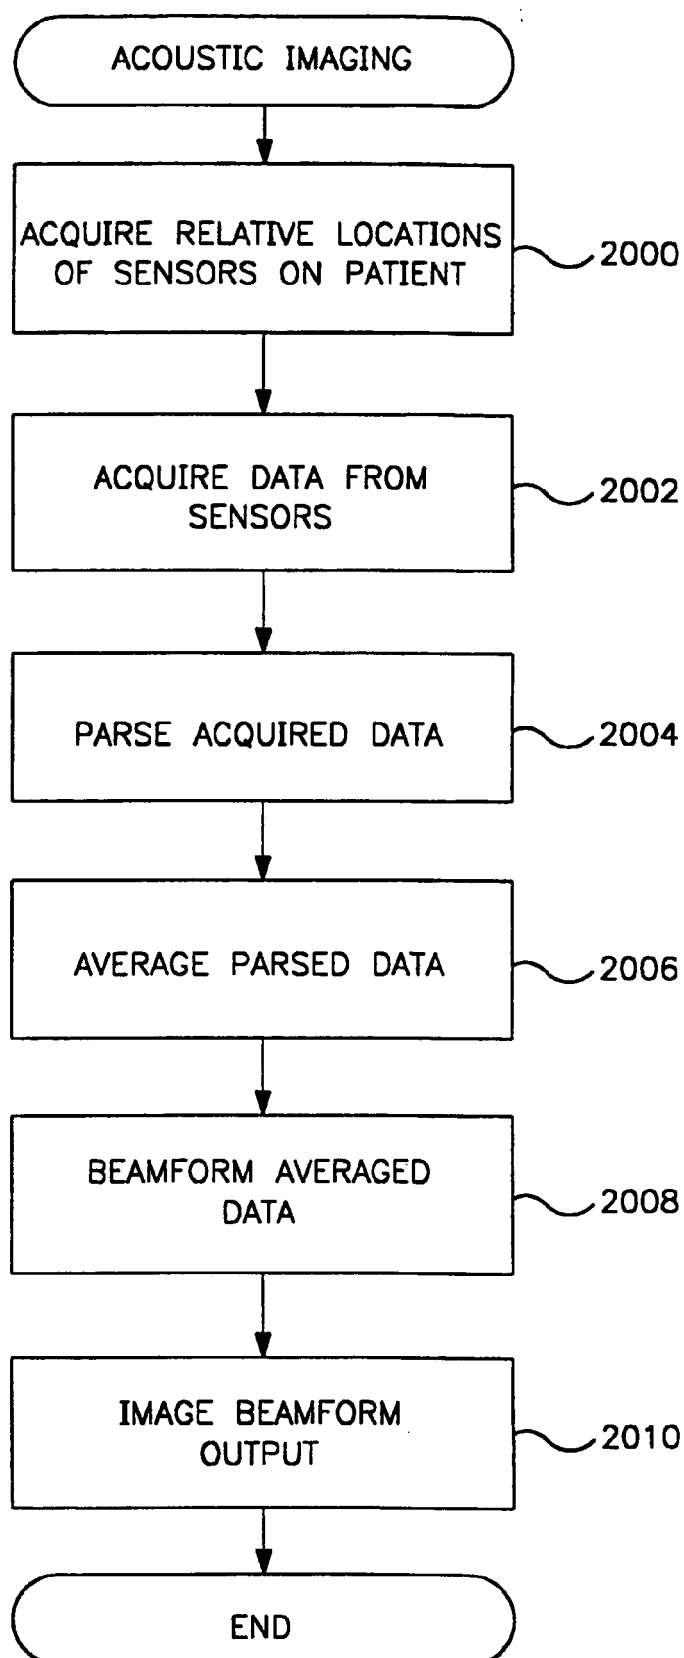 ACOUSTIC IMAGING
ACQUIRE RELATIVE LOCATIONS
OF SENSORS ON PATIENT
2000
ACQUIRE DATA FROM
SENSORS
2002
PARSE ACQUIRED DATA
2004
AVERAGE PARSED DATA
2006
BEAMFORM AVERAGED
DATA
2008
IMAGE BEAMFORM
OUTPUT
2010
END